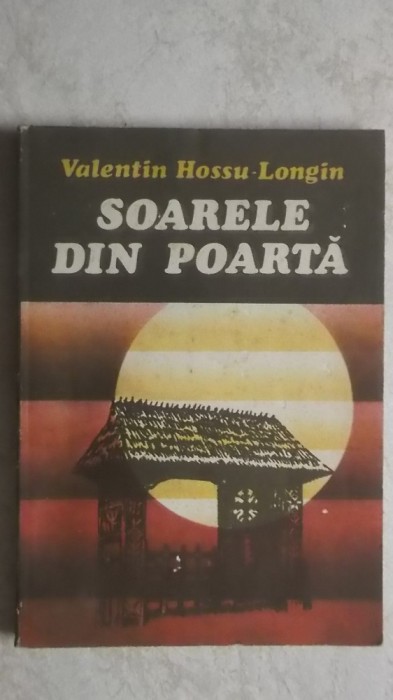 Valentin Hossu-Longin
SOARELE
DIN POARTĂ